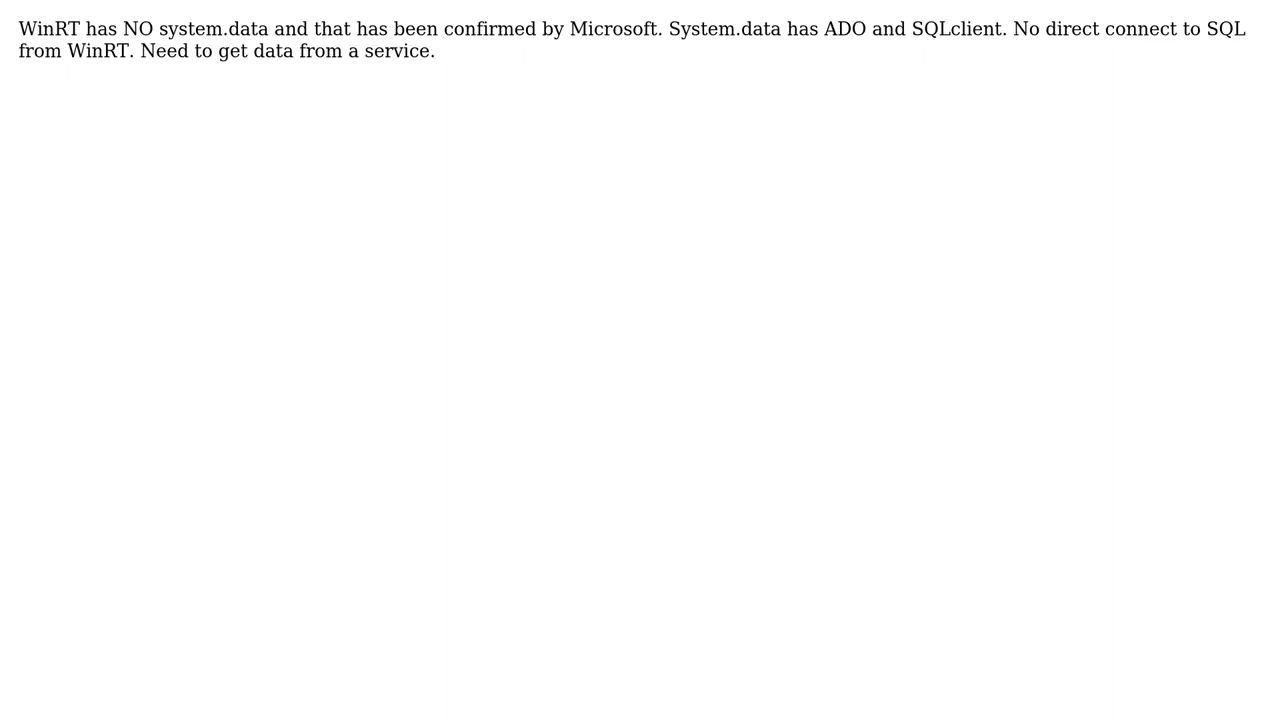 WinRT has NO system.data and that has been confirmed by Microsoft. System.data has ADO and SQLclient. No direct connect to SQL
from WinRT. Need to get data from a service.